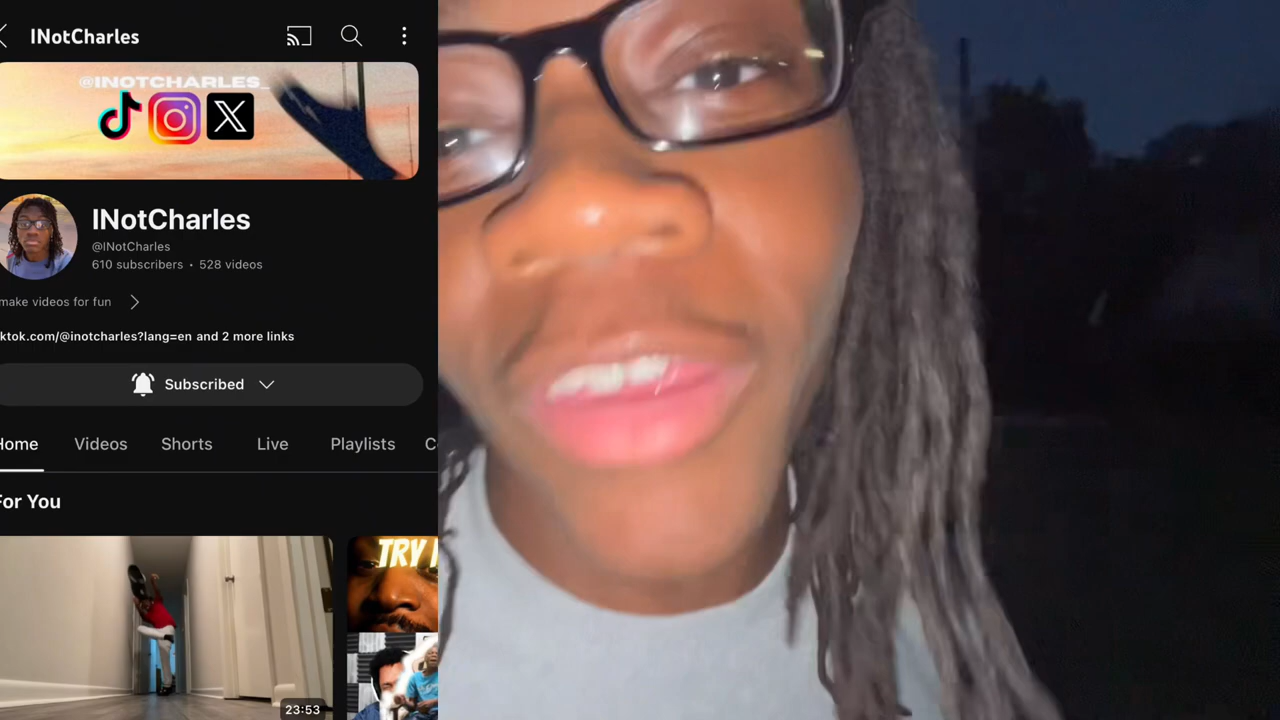 INotCharles
@INOTCHARLES_
INotCharles
@INotCharles
610 subscribers • 528 videos
make videos for fun
ktok.com/@inotcharles?lang=en and 2 more links
Subscribed
Home Videos Shorts Live Playlists C
For You
TRY
23:53